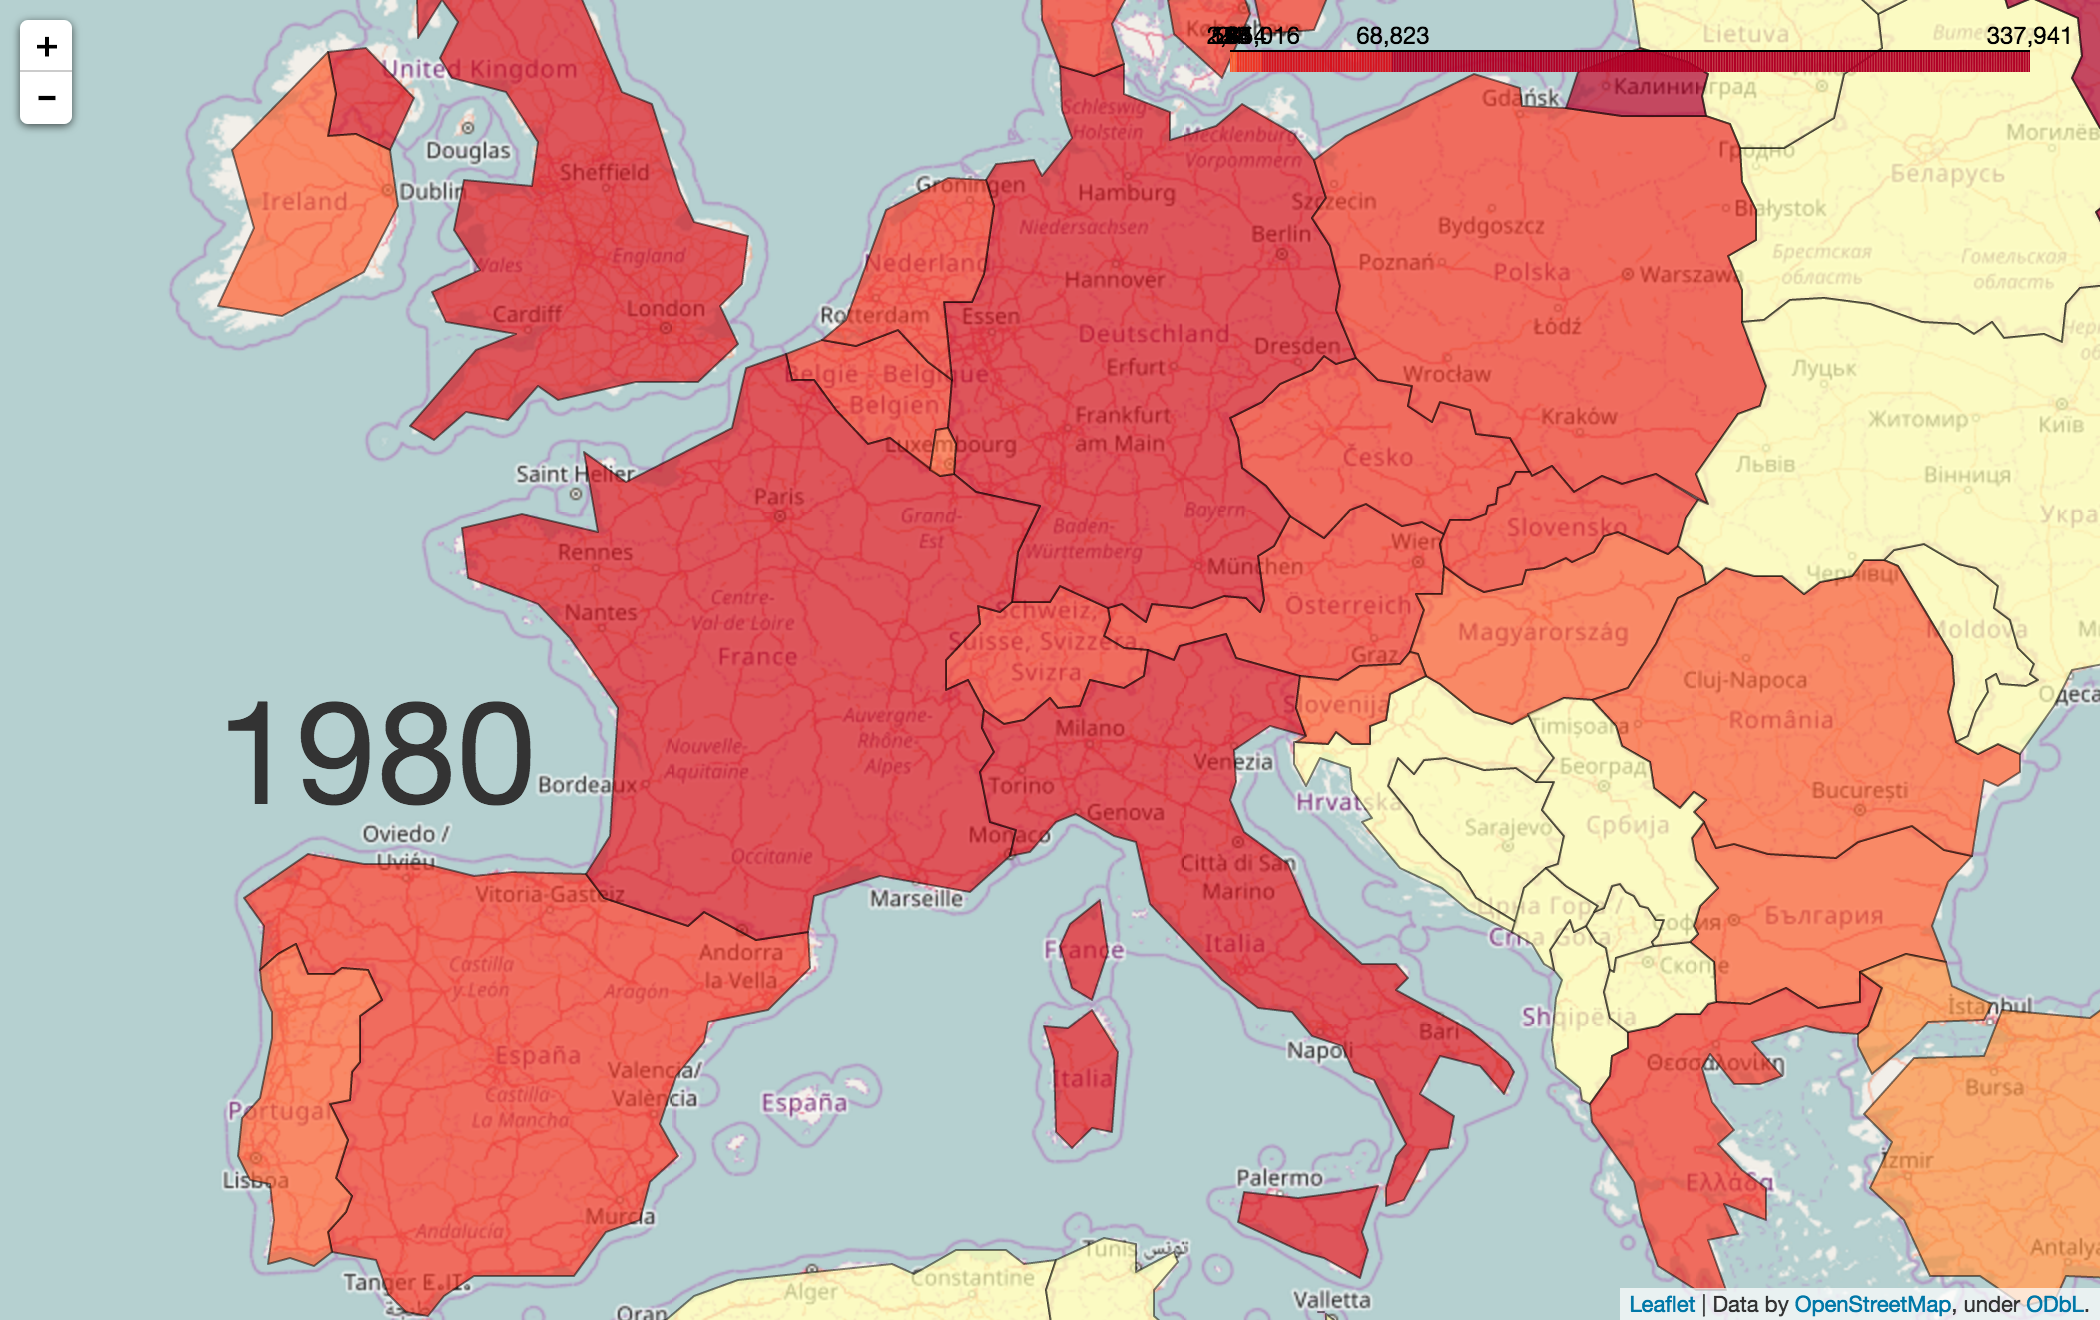 +
−
United Kingdom
Douglas
Sheffield
Ireland
Dublin
Wales
England
Cardiff
London
København
68,823
337,941
Lietuva
Gdańsk
Калининград
Могилёв
Гродно
Беларусь
Schleswig-
Holstein
Mecklenburg-
Vorpommern
Groningen
Hamburg
Szczecin
Białystok
Niedersachsen
Berlin
Bydgoszcz
Брестская
область
Гомельская
область
Nederland
Hannover
Poznań
Polska
Warszawa
Rotterdam
Essen
Deutschland
Dresden
Łódź
België - Belgique
Belgien
Erfurt
Wrocław
Луцьк
Frankfurt
am Main
Kraków
Житомир
Київ
Luxembourg
Česko
Львів
Вінниця
Saint Helier
Paris
Grand-
Est
Baden-
Württemberg
Bayern
Slovensko
Укра
Rennes
Wien
München
Чернівці
Nantes
Centre-
Val de Loire
Schweiz,
Suisse, Svizzera,
Svizra
Österreich
Magyarország
Moldova
France
Graz
Cluj-Napoca
Slovenija
România
Одеса
1980
Bordeaux
Nouvelle-
Aquitaine
Auvergne-
Rhône-
Alpes
Milano
Timișoara
Torino
Venezia
Београд
București
Genova
Hrvatska
Sarajevo
Србија
Oviedo /
Uviéu
Monaco
Occitanie
Città di San
Marino
Vitoria-Gasteiz
Marseille
Црна Гора /
Crna Gora
София
България
Andorra
la Vella
France
Italia
Скопје
Castilla
y León
Aragón
İstanbul
Shqipëria
España
Napoli
Bari
Θεσσαλονίκη
Valencia/
València
Castilla-
La Mancha
España
Italia
Bursa
Portugal
Lisboa
Palermo
Ελλάδα
İzmir
Murcia
Andalucía
Tunis تونس
Antalya
Tanger
طنجة
Alger
Constantine
Oran
Valletta
Leaflet | Data by OpenStreetMap, under ODbL.